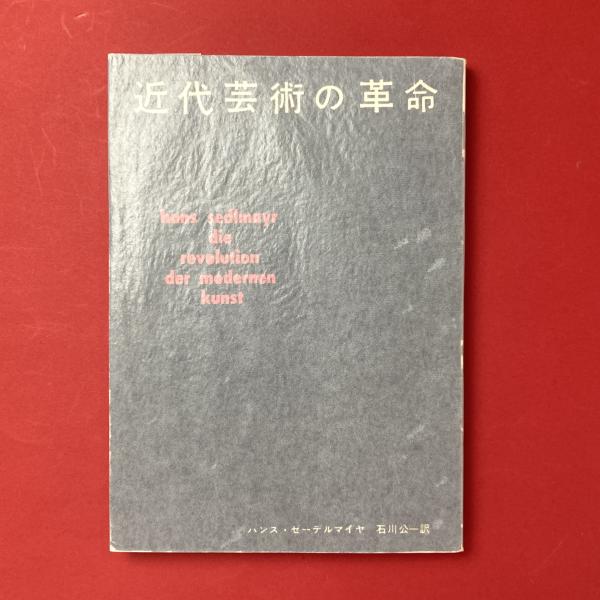 近代芸術の革命
hans sedlmayr
die
revolution
der modernen
kunst
ハンス・ゼーデルマイヤ 石川公一訳